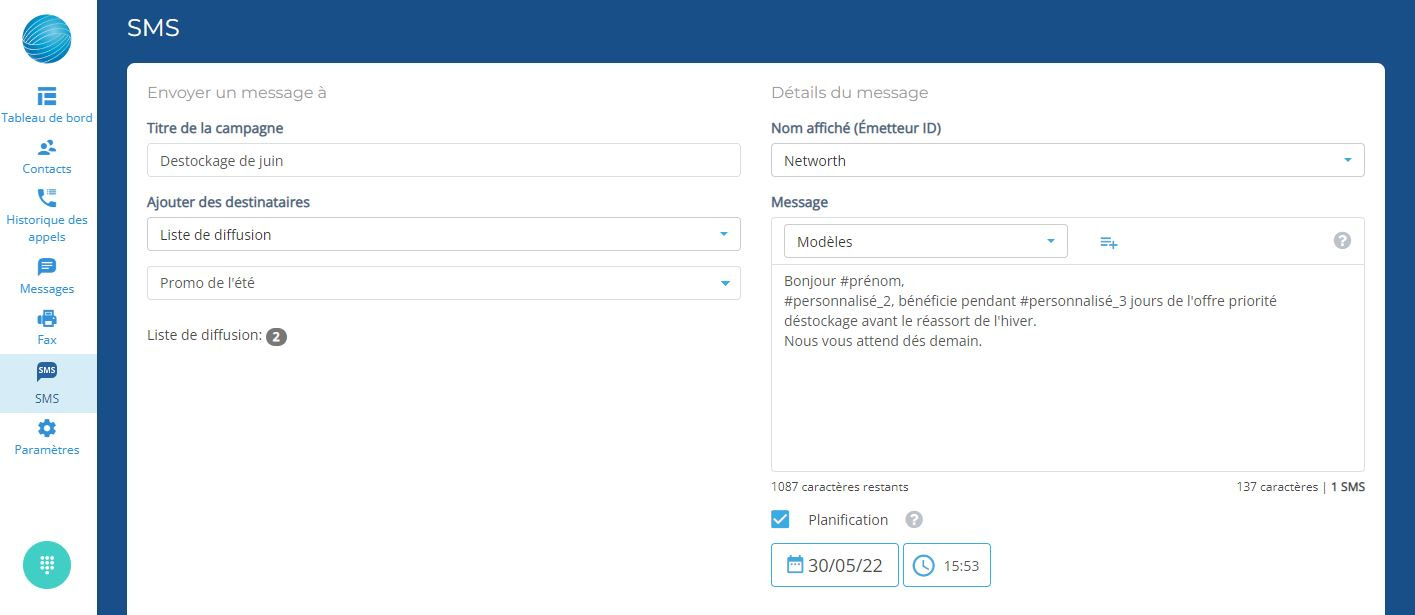 SMS
Tableau de bord
Contacts
Historique des
appels
Messages
Fax
SMS
SMS
Paramètres
Envoyer un message à
Titre de la campagne
Destockage de juin
Ajouter des destinataires
Liste de diffusion
Promo de l'été
Liste de diffusion: 2
Détails du message
Nom affiché (Émetteur ID)
Networth
Message
Modèles
?
Bonjour #prénom,
#personnalisé_2, bénéficie pendant #personnalisé_3 jours de l'offre priorité
déstockage avant le réassort de l'hiver.
Nous vous attend dés demain.
1087 caractères restants
137 caractères | 1 SMS
Planification ?
30/05/22 15:53